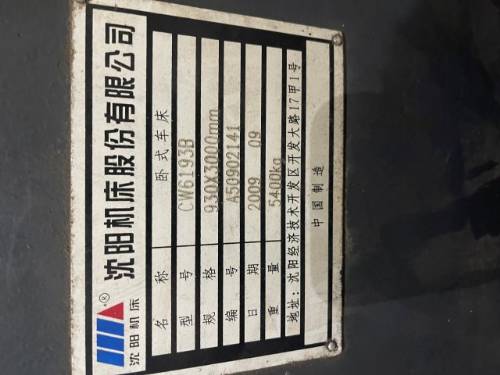 沈阳机床股份有限公司
®
沈阳机床
名称 卧式车床
型号 CW6193B
规格 930X3000mm
编号 A50902141
日期 2009 09
重量 5400kg
地址：沈阳经济技术开发区开发大路17甲1号
中国制造